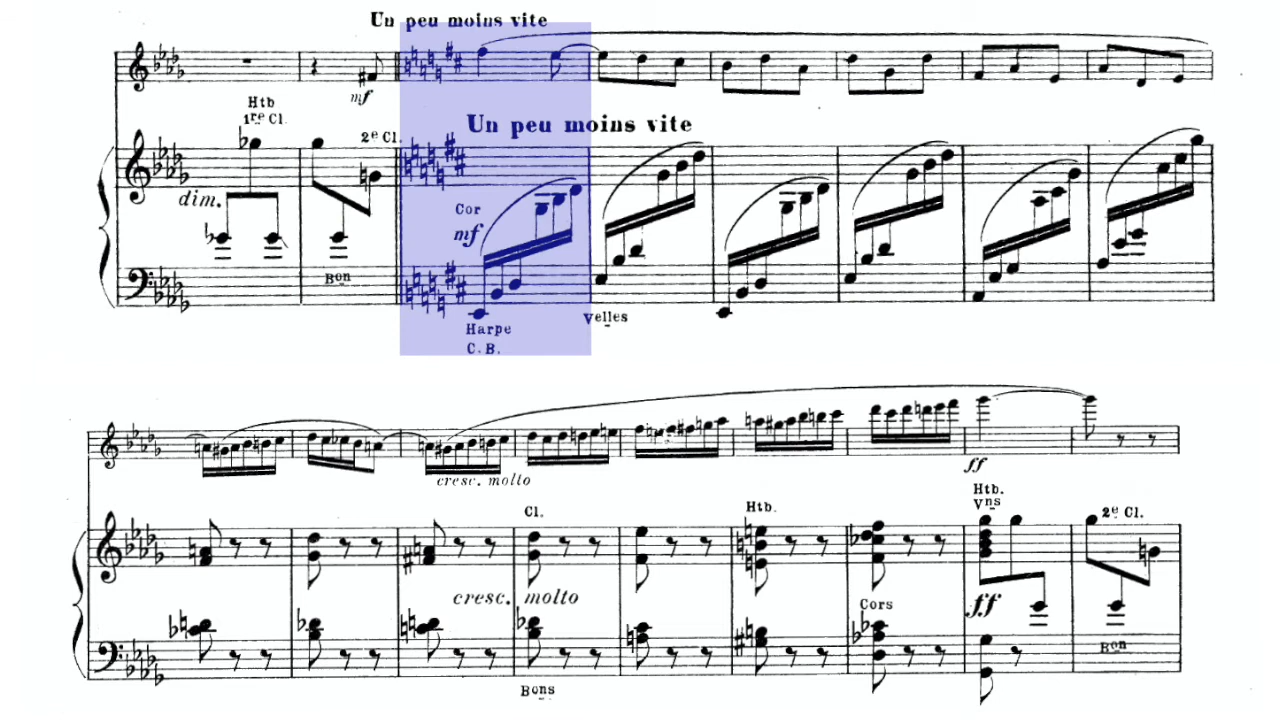 Un peu moins vite
mf
Htb
1re Cl.
2e Cl.
Un peu moins vite
dim.
Cor
mf
Bon
Harpe
Velles
C. B.
cresc. molto
ff
Cl.
Htb.
Htb.
Vns
2e Cl.
cresc. molto
Cors
ff
Bon
Bons